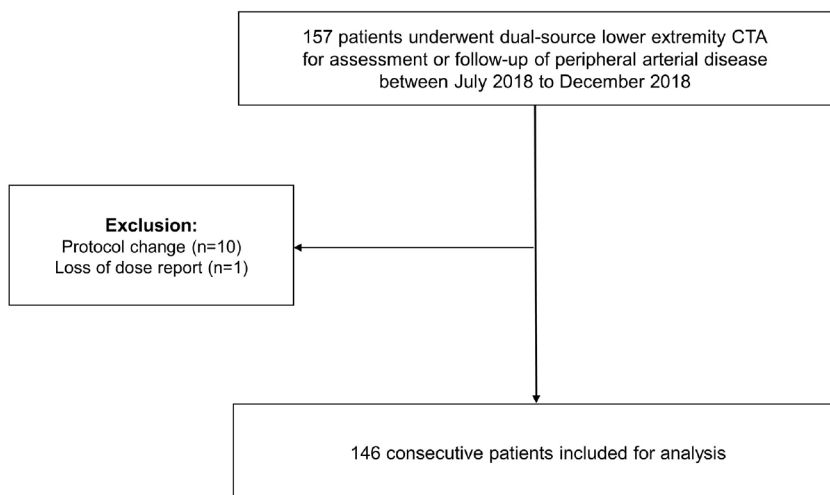 157 patients underwent dual-source lower extremity CTA
for assessment or follow-up of peripheral arterial disease
between July 2018 to December 2018
Exclusion:
Protocol change (n=10)
Loss of dose report (n=1)
146 consecutive patients included for analysis